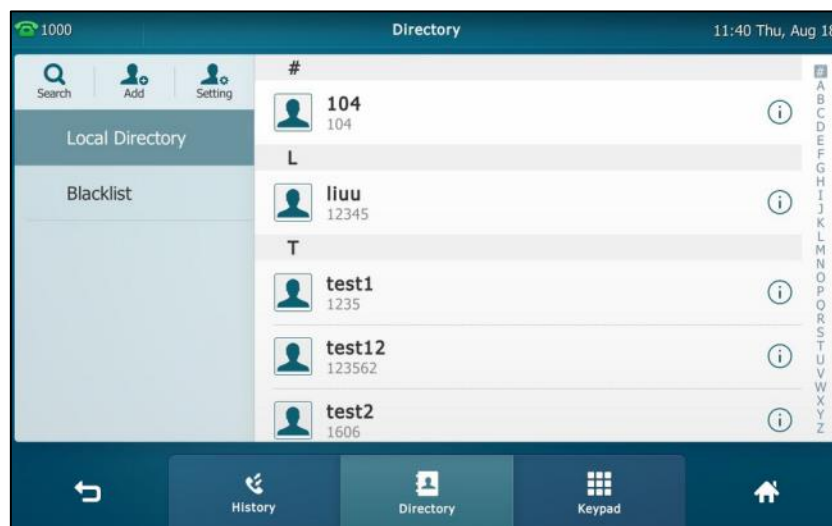 1000 Directory 11:40 Thu, Aug 18
Search Add Setting
Local Directory
Blacklist
#
104
104
L
liuu
12345
T
test1
1235
test12
123562
test2
1606
#
A
B
C
D
E
F
G
H
I
J
K
L
M
N
O
P
Q
R
S
T
U
V
W
X
Y
Z
History Directory Keypad